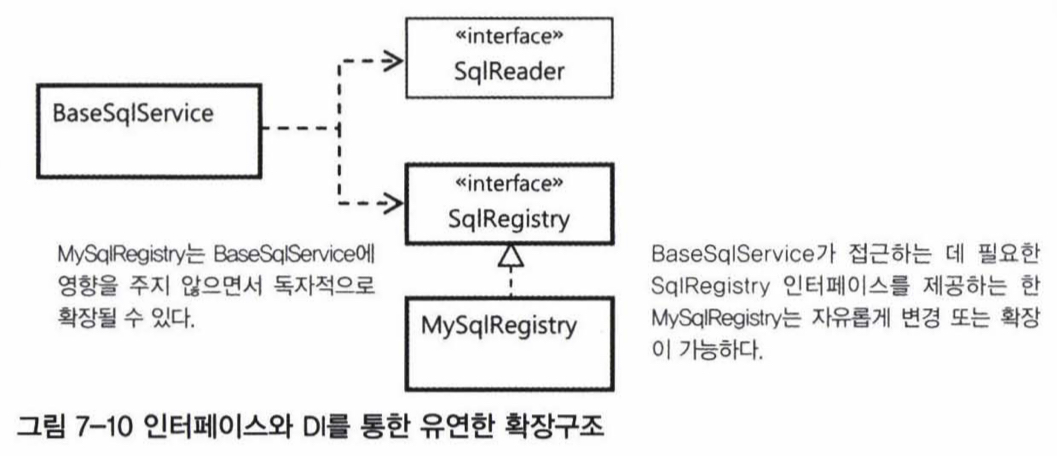 «interface»
SqlReader
BaseSqlService
«interface»
SqlRegistry
MySqlRegistry는 BaseSqlService에
영향을 주지 않으면서 독자적으로
확장될 수 있다.
MySqlRegistry
BaseSqlService가 접근하는 데 필요한
SqlRegistry 인터페이스를 제공하는 한
MySqlRegistry는 자유롭게 변경 또는 확장
이 가능하다.
그림 7-10 인터페이스와 DI를 통한 유연한 확장구조